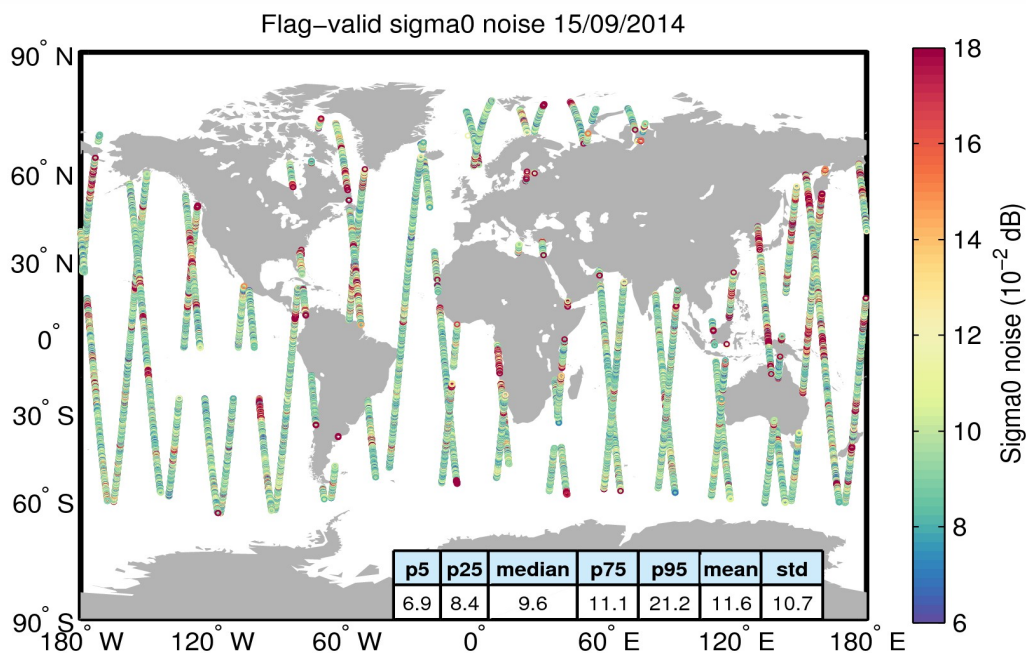 Flag−valid sigma0 noise 15/09/2014
90° N
60° N
30° N
0°
30° S
60° S
90° S
180° W
120° W
60° W
0°
60° E
120° E
180° E
p5 p25 median p75 p95 mean std
6.9 8.4 9.6 11.1 21.2 11.6 10.7
18
16
14
12
10
8
6
Sigma0 noise (10⁻² dB)